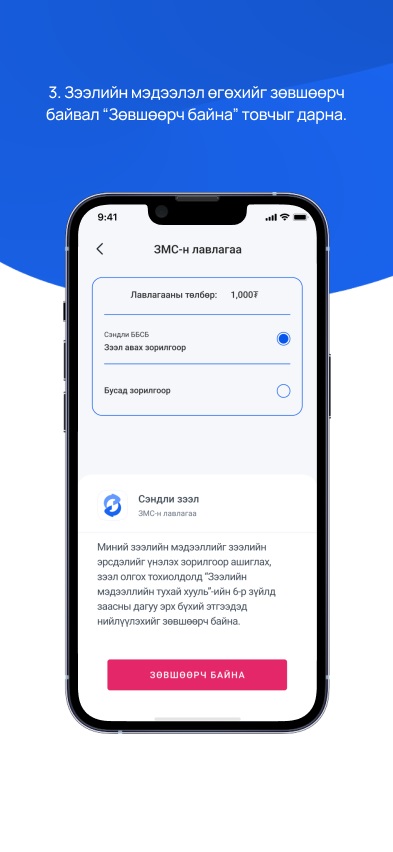 3. Зээлийн мэдээлэл өгөхийг зөвшөөрч
байвал “Зөвшөөрч байна” товчыг дарна.
9:41
ЗМС-н лавлагаа
Лавлагааны төлбөр: 1,000₮
Сэндли ББСБ
Зээл авах зорилгоор
Бусад зорилгоор
Сэндли зээл
ЗМС-н лавлагаа
Миний зээлийн мэдээллийг зээлийн
эрсдэлийг үнэлэх зорилгоор ашиглах,
зээл олгох тохиолдолд "Зээлийн
мэдээллийн тухай хууль"-ийн 6-р зүйлд
заасны дагуу эрх бүхий этгээдэд
нийлүүлэхийг зөвшөөрч байна.
ЗӨВШӨӨРЧ БАЙНА